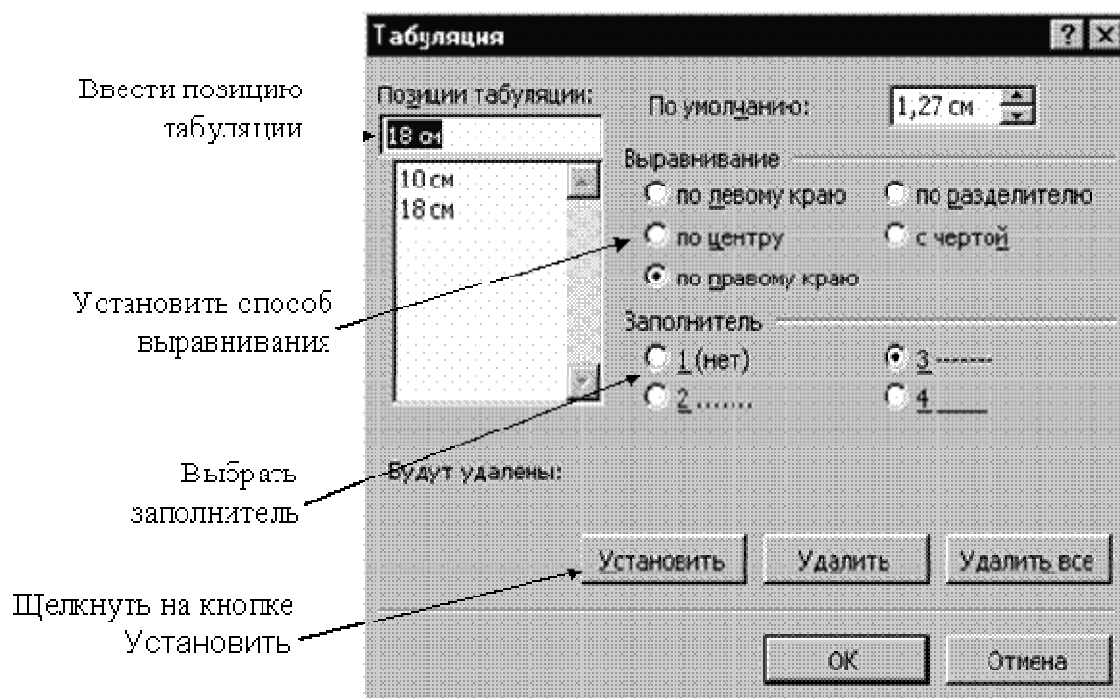 Табуляция
Ввести позицию
табуляции
Позиции табуляции:
18 см
10 см
18 см
По умолчанию:
1,27 см
Выравнивание
по левому краю
по разделителю
по центру
с чертой
по правому краю
Установить способ
выравнивания
Заполнитель
1 (нет)
3 -------
2 .......
4 ____
Выбрать
заполнитель
Будут удалены:
Установить
Удалить
Удалить все
Щелкнуть на кнопке
Установить
ОК
Отмена